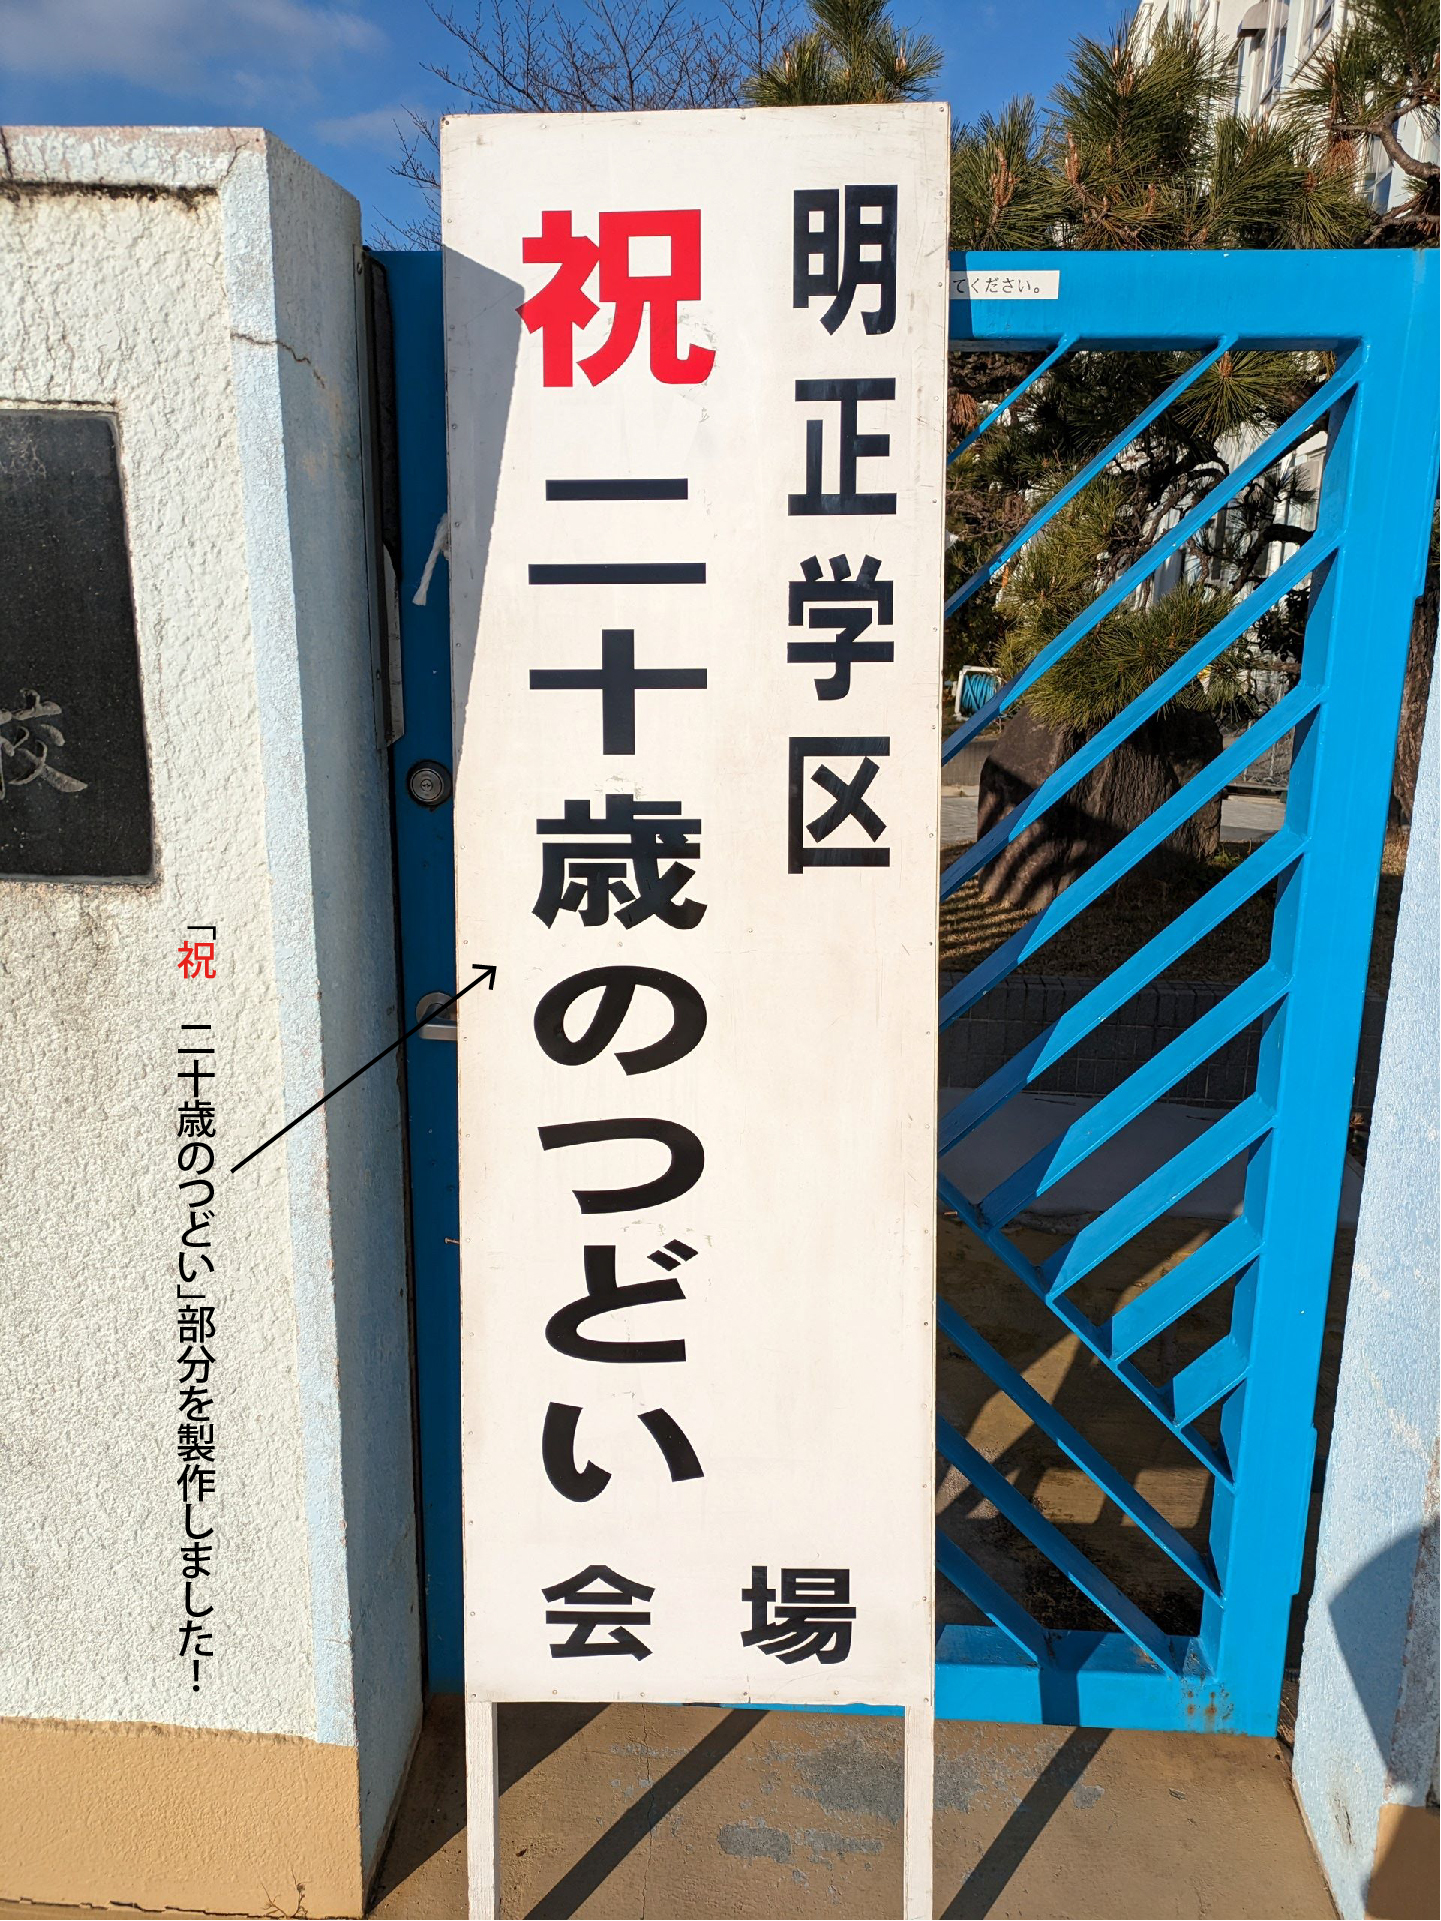 明正学区
祝 二十歳のつどい
会場
てください。
校
「祝 二十歳のつどい」部分を製作しました！